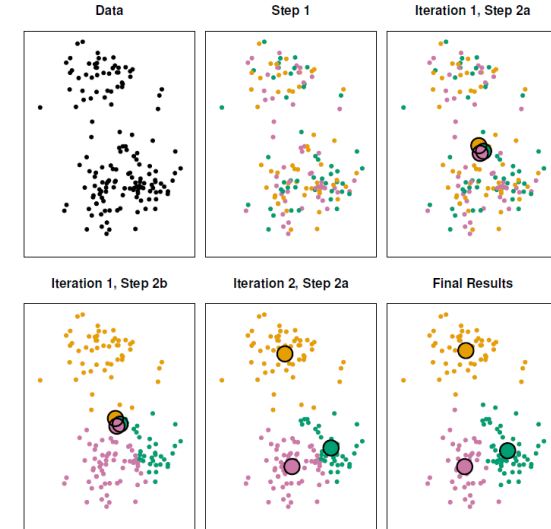 Data
Step 1
Iteration 1, Step 2a
Iteration 1, Step 2b
Iteration 2, Step 2a
Final Results